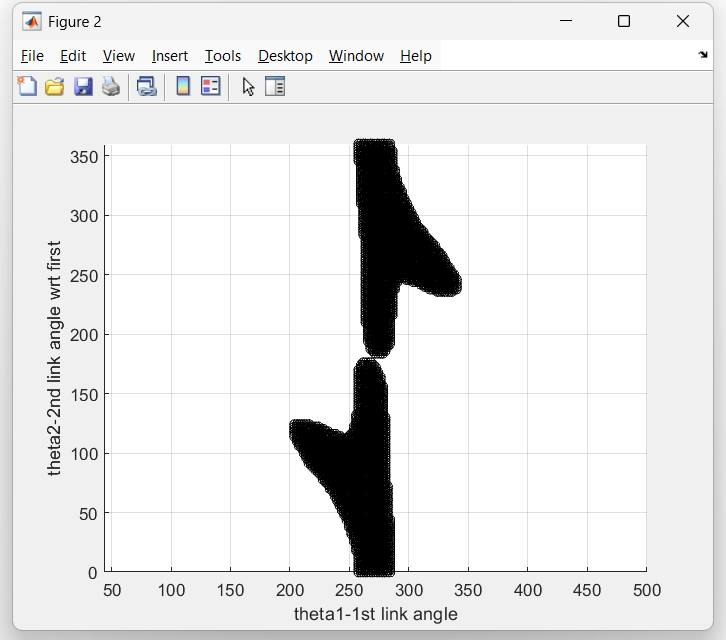 Figure 2
File Edit View Insert Tools Desktop Window Help
350
300
250
200
150
100
50
0
theta2-2nd link angle wrt first
50 100 150 200 250 300 350 400 450 500
theta1-1st link angle